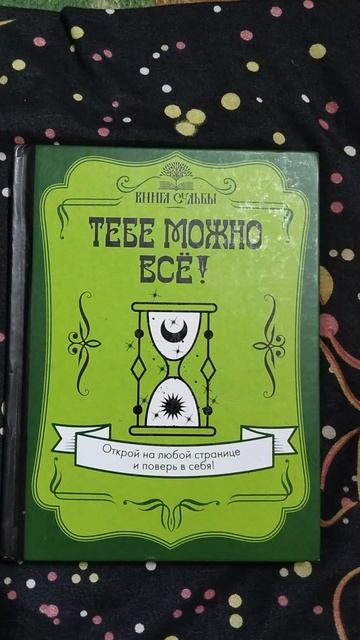 КНИГА СУДЬБЫ
ТЕБЕ МОЖНО
ВСЁ!
Открой на любой странице
и поверь в себя!